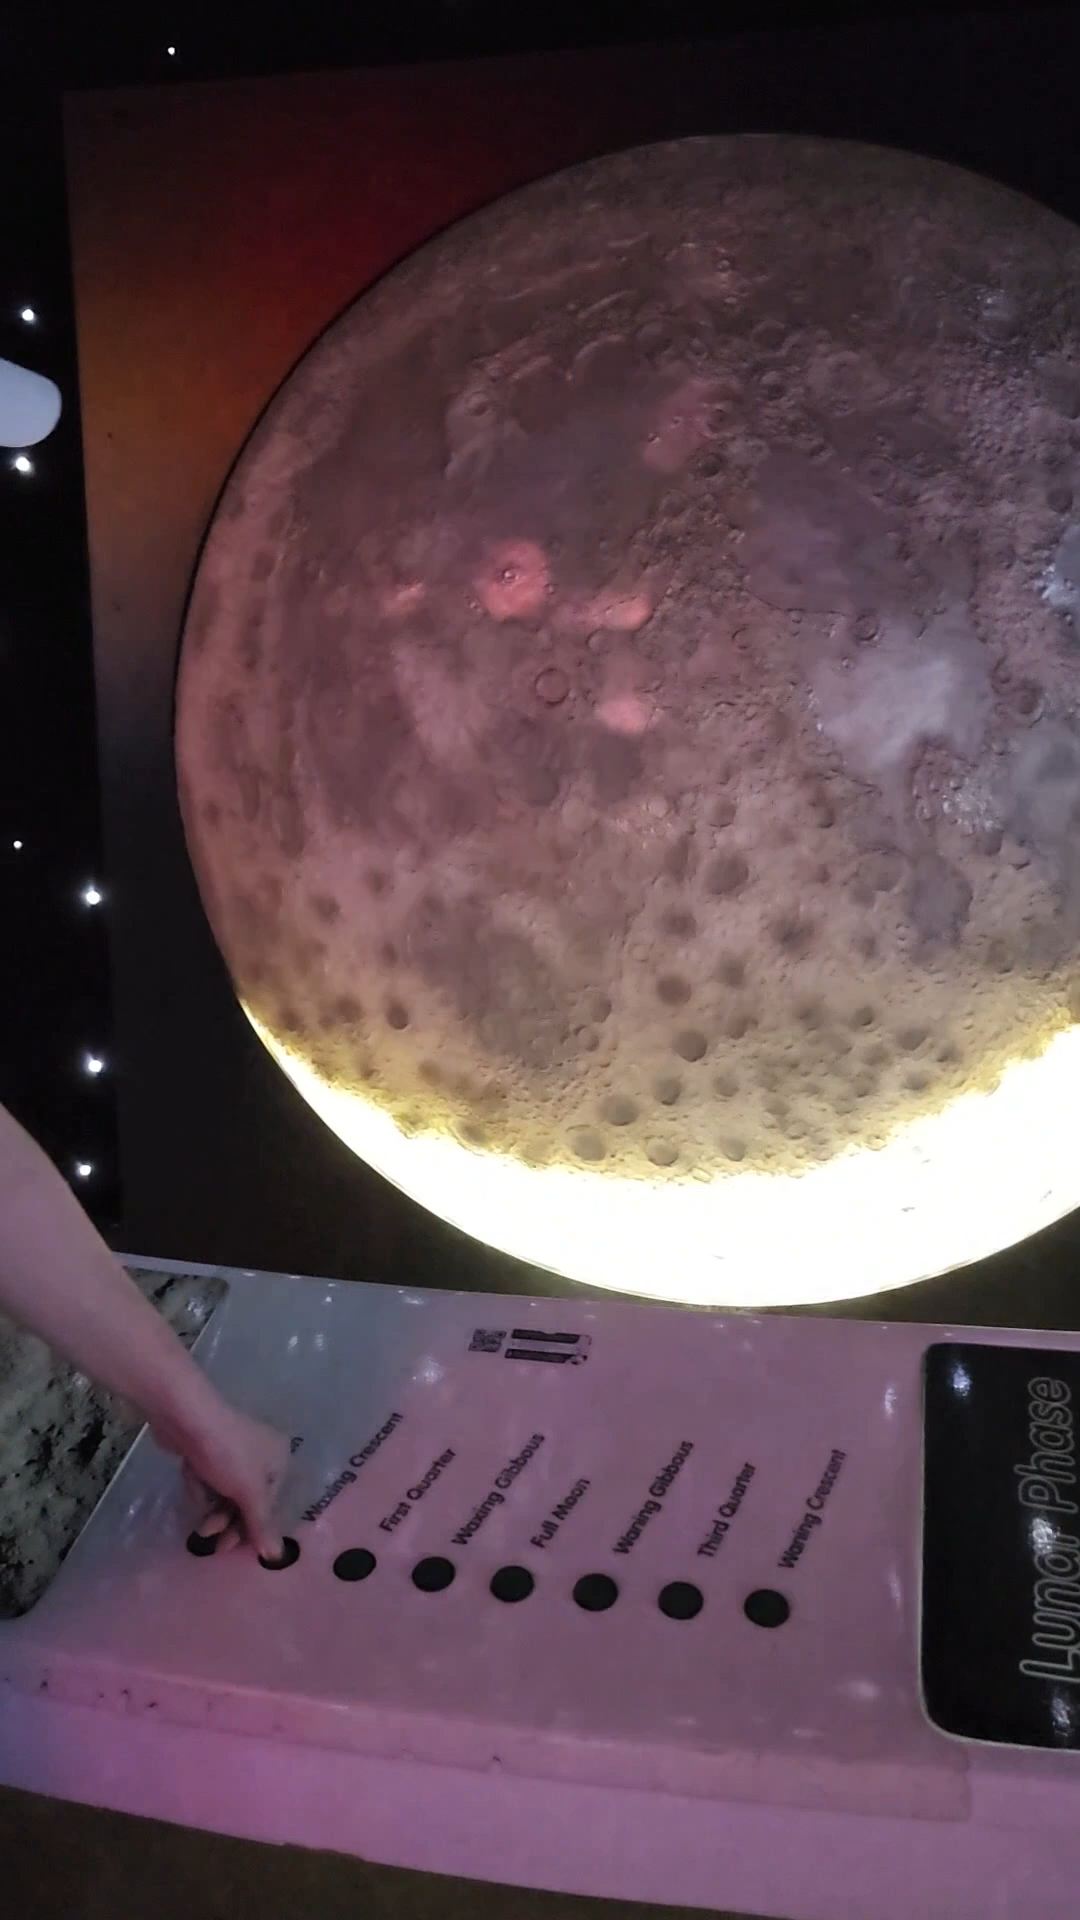 Waxing Crescent
First Quarter
Waxing Gibbous
Full Moon
Waning Gibbous
Third Quarter
Waning Crescent
Lunar Phase